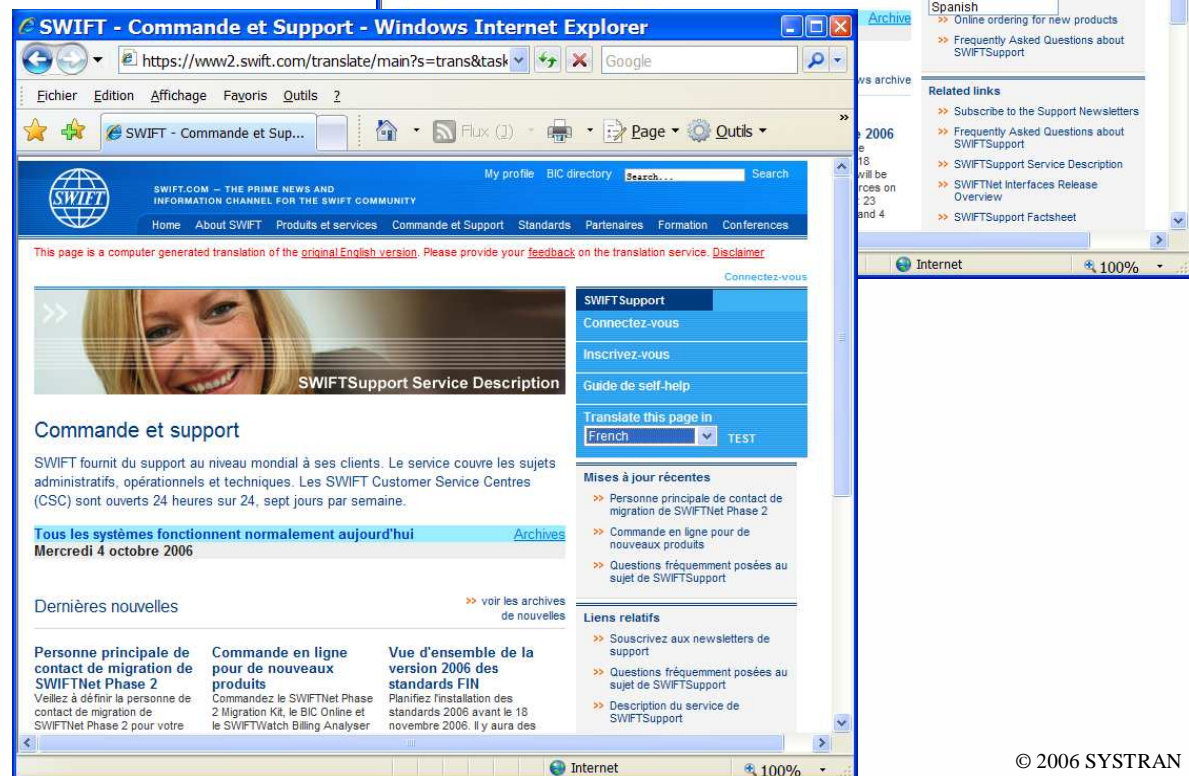 SWIFT - Commande et Support - Windows Internet Explorer
https://www2.swift.com/translate/main?s=trans&task
Google
Eichier Edition Affichage Favoris Outils ?
SWIFT - Commande et Sup...
Flux (J)
Page
Outils
»
SWIFT
SWIFT.COM – THE PRIME NEWS AND
INFORMATION CHANNEL FOR THE SWIFT COMMUNITY
My profile BIC directory Search... Search
Home About SWIFT Produits et services Commande et Support Standards Partenaires Formation Conferences
This page is a computer generated translation of the original English version. Please provide your feedback on the translation service. Disclaimer
Connectez-vous
SWIFTSupport Service Description
Commande et support
SWIFT fournit du support au niveau mondial à ses clients. Le service couvre les sujets
administratifs, opérationnels et techniques. Les SWIFT Customer Service Centres
(CSC) sont ouverts 24 heures sur 24, sept jours par semaine.
Tous les systèmes fonctionnent normalement aujourd'hui Archives
Mercredi 4 octobre 2006
Dernières nouvelles
>> voir les archives
de nouvelles
Personne principale de
contact de migration de
SWIFTNet Phase 2
Veillez à définir la personne de
contact de migration de
SWIFTNet Phase 2 pour votre
Commande en ligne
pour de nouveaux
produits
Commandez le SWIFTNet Phase
2 Migration Kit, le BIC Online et
le SWIFTWatch Billing Analyser
Vue d'ensemble de la
version 2006 des
standards FIN
Planifiez l'installation des
standards 2006 avant le 18
novembre 2006. Il y aura des
SWIFTSupport
Connectez-vous
Inscrivez-vous
Guide de self-help
Translate this page in
French TEST
Mises à jour récentes
>> Personne principale de contact de
migration de SWIFTNet Phase 2
>> Commande en ligne pour de
nouveaux produits
>> Questions fréquemment posées au
sujet de SWIFTSupport
Liens relatifs
>> Souscrivez aux newsletters de
support
>> Questions fréquemment posées au
sujet de SWIFTSupport
>> Description du service de
SWIFTSupport
Internet 100%
Archive
ws archive
2006
e
18
will be
rces on
23
and 4
Spanish
>> Online ordering for new products
>> Frequently Asked Questions about
SWIFTSupport
Related links
>> Subscribe to the Support Newsletters
>> Frequently Asked Questions about
SWIFTSupport
>> SWIFTSupport Service Description
>> SWIFTNet Interfaces Release
Overview
>> SWIFTSupport Factsheet
Internet 100%
© 2006 SYSTRAN